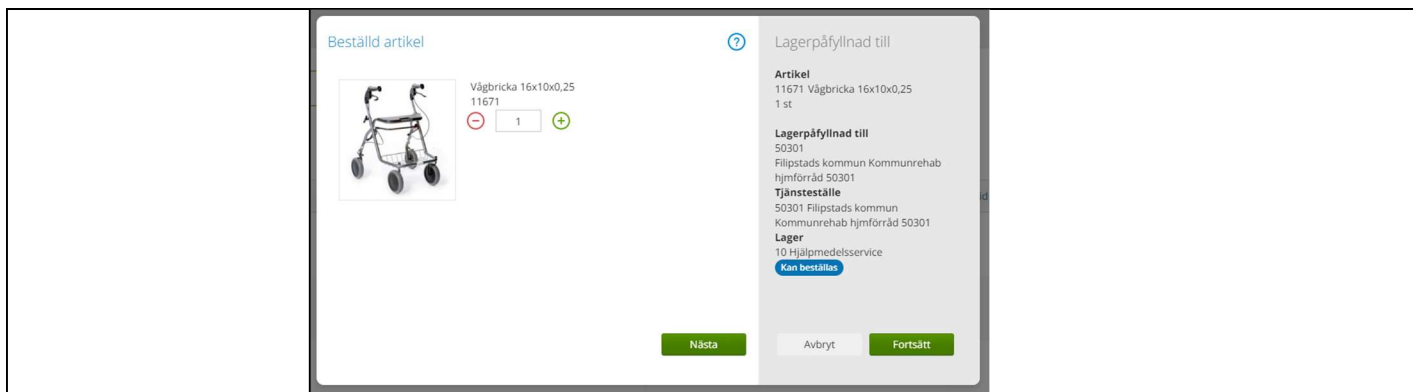 Beställd artikel
Vågbricka 16x10x0,25
11671
1
Nästa
Lagerpåfyllnad till
Artikel
11671 Vågbricka 16x10x0,25
1 st
Lagerpåfyllnad till
50301
Filipstads kommun Kommunrehab
hjmförråd 50301
Tjänsteställe
50301 Filipstads kommun
Kommunrehab hjmförråd 50301
Lager
10 Hjälpmedelsservice
Kan beställas
Avbryt
Fortsätt